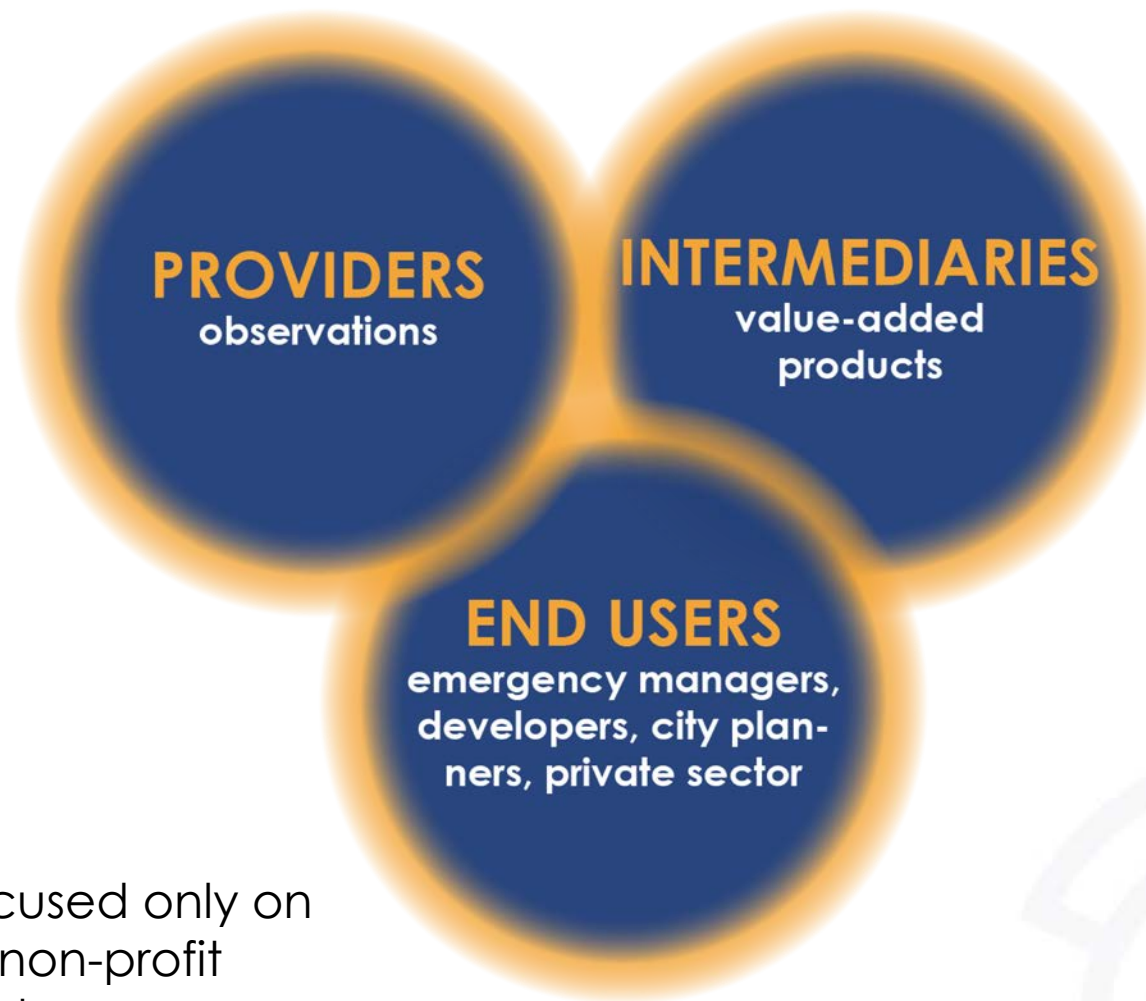 PROVIDERS
observations
INTERMEDIARIES
value-added
products
END USERS
emergency managers,
developers, city plan-
ners, private sector
only on
non-profit